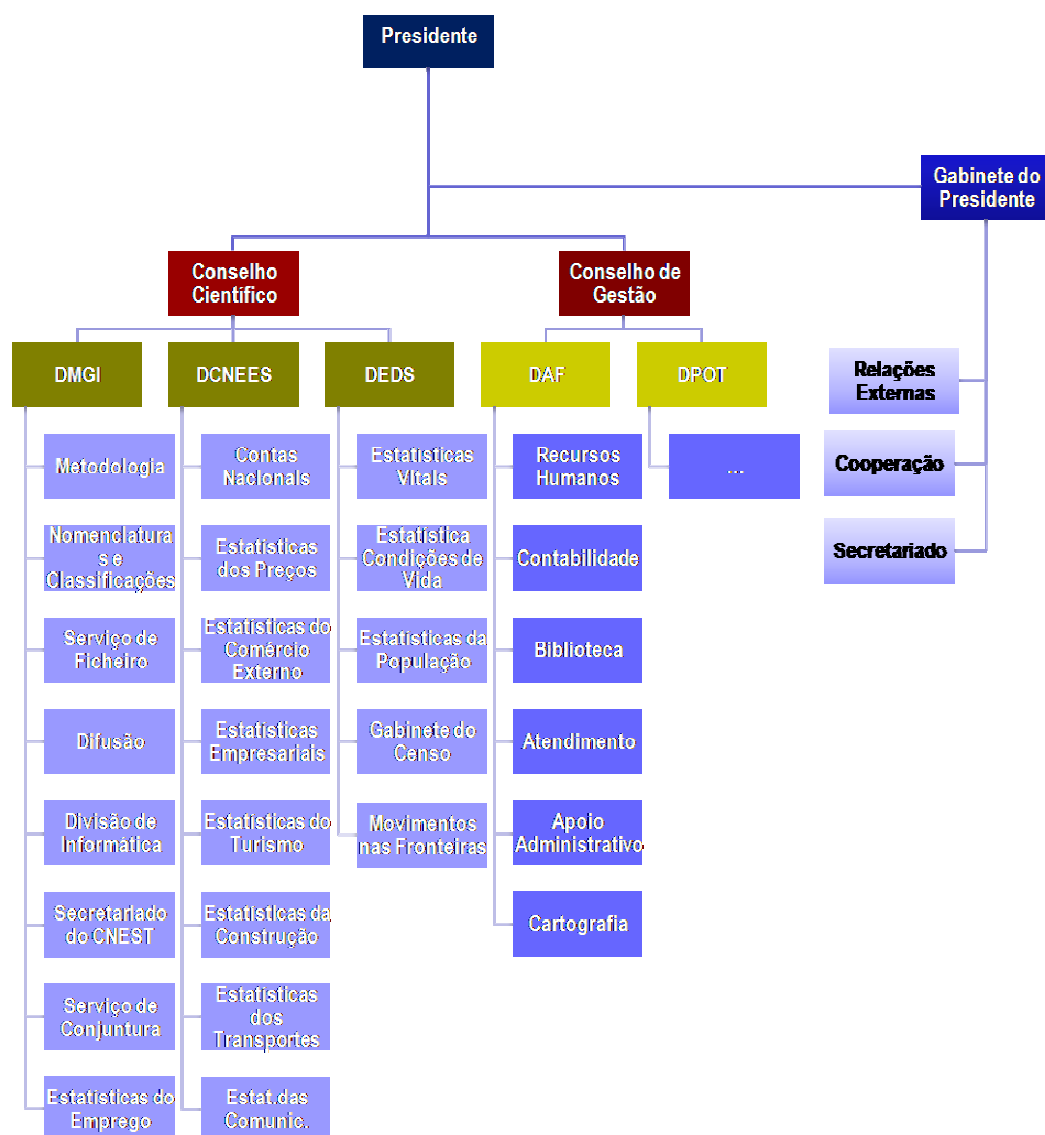 Presidente
Gabinete do
Presidente
Conselho
Científico
Conselho de
Gestão
DMGI
DCNEES
DEDS
DAF
DPOT
Relações
Externas
Cooperação
Secretariado
Metodologia
Nomenclatura
s e
Classificações
Serviço de
Ficheiro
Difusão
Divisão de
Informática
Secretariado
do CNEST
Serviço de
Conjuntura
Estatísticas do
Emprego
Contas
Nacionais
Estatísticas
dos Preços
Estatísticas do
Comércio
Externo
Estatísticas
Empresariais
Estatísticas do
Turismo
Estatísticas da
Construção
Estatísticas
dos
Transportes
Estat.das
Comunic..
Estatísticas
Vitais
Estatística
Condições de
Vida
Estatísticas da
População
Gabinete do
Censo
Movimentos
nas Fronteiras
Recursos
Humanos
Contabilidade
Biblioteca
Atendimento
Apoio
Administrativo
Cartografia
...